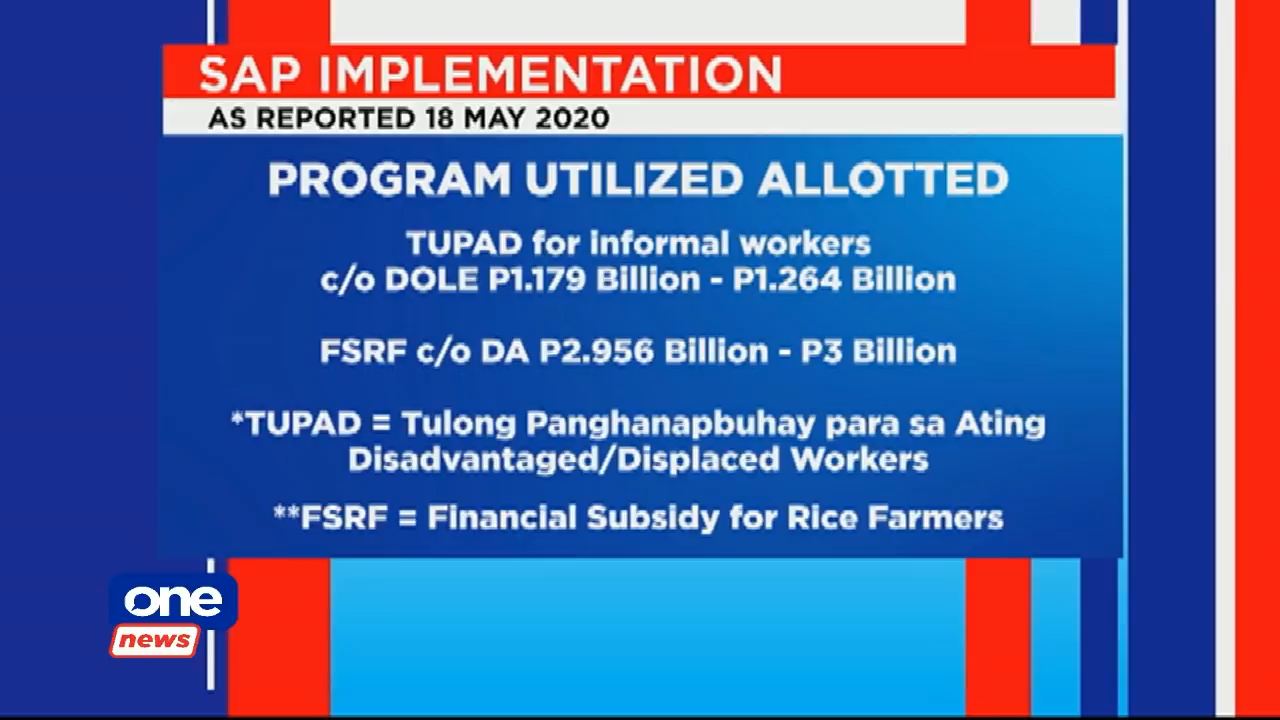 SAP IMPLEMENTATION
AS REPORTED 18 MAY 2020
PROGRAM UTILIZED ALLOTTED
TUPAD for informal workers
c/o DOLE P1.179 Billion - P1.264 Billion
FSRF c/o DA P2.956 Billion - P3 Billion
*TUPAD = Tulong Panghanapbuhay para sa Ating
Disadvantaged/Displaced Workers
**FSRF = Financial Subsidy for Rice Farmers
one
news